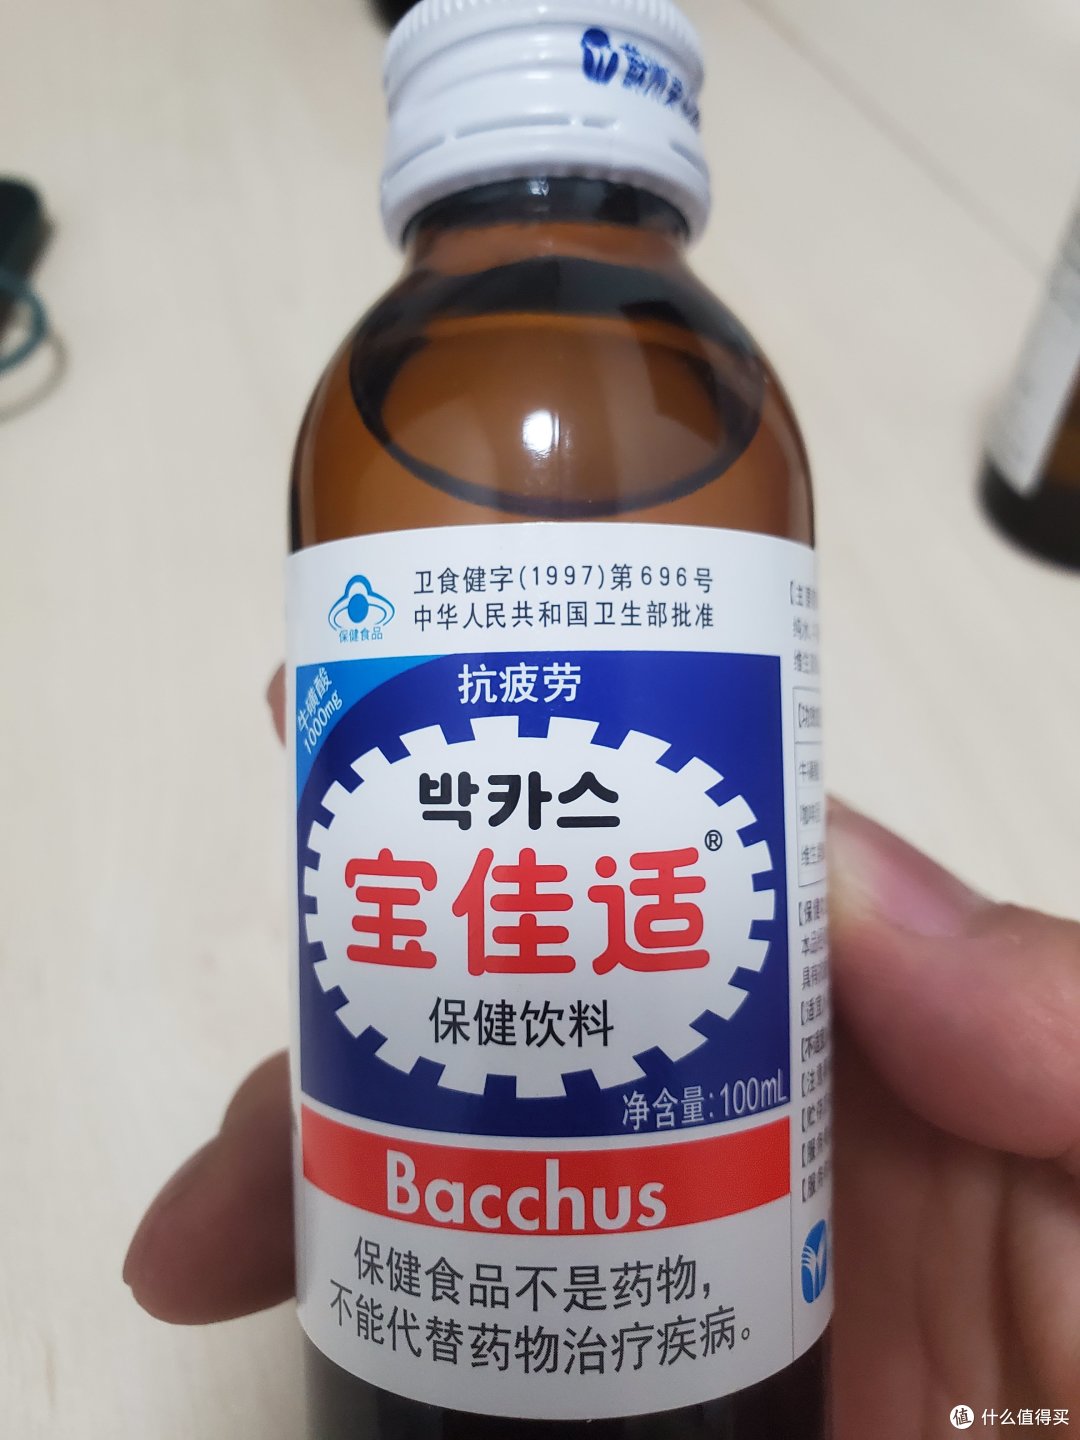 卫食健字(1997)第696号
中华人民共和国卫生部批准
保健食品
牛磺酸
1000mg
抗疲劳
박카스
宝佳适®
保健饮料
净含量:100mL
Bacchus
保健食品不是药物，
不能代替药物治疗疾病。
值 什么值得买